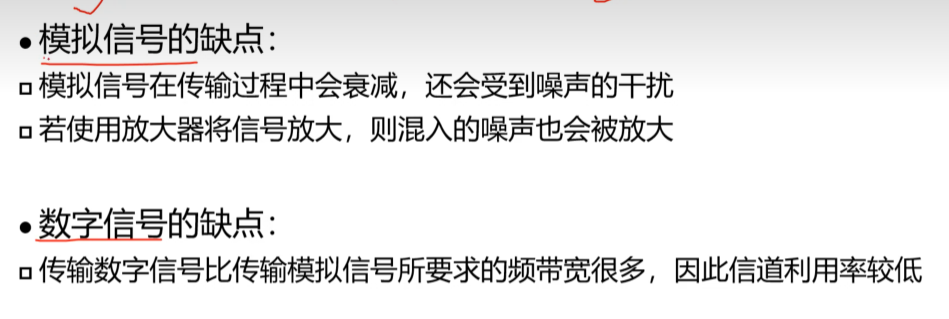 •模拟信号的缺点：
▫模拟信号在传输过程中会衰减，还会受到噪声的干扰
▫若使用放大器将信号放大，则混入的噪声也会被放大
•数字信号的缺点：
▫传输数字信号比传输模拟信号所要求的频带宽很多，因此信道利用率较低